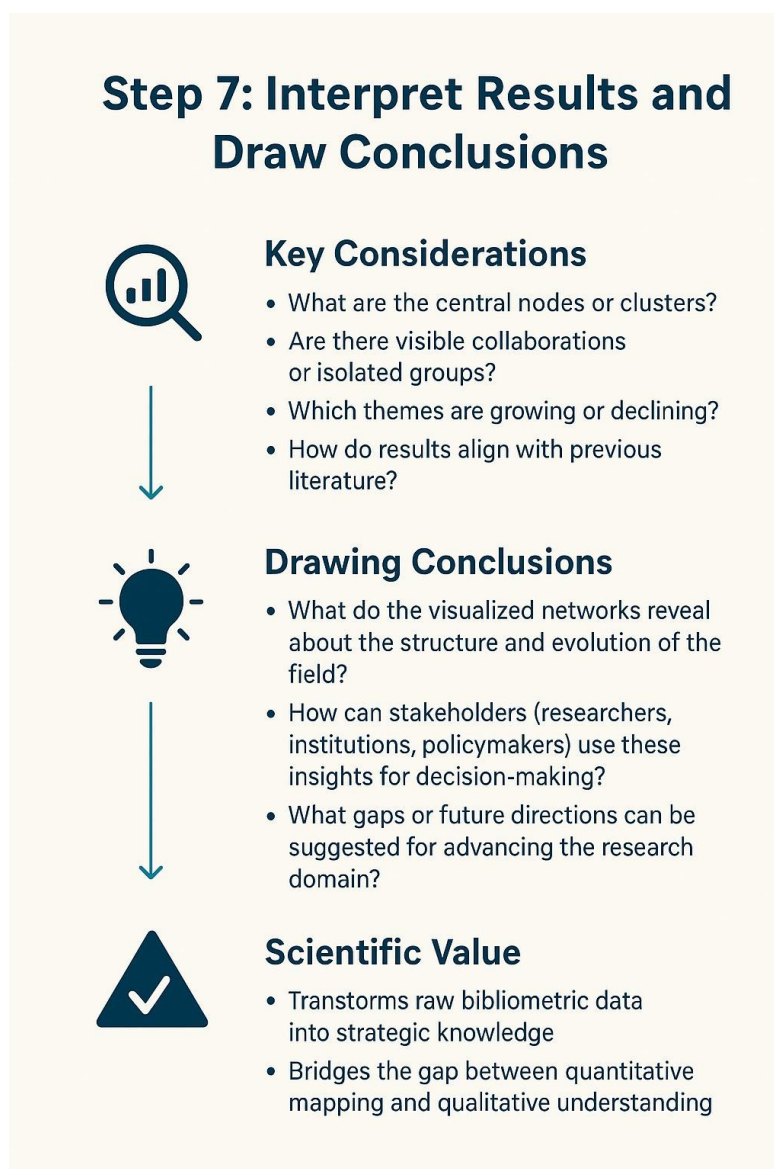 Step 7: Interpret Results and
Draw Conclusions
Key Considerations
• What are the central nodes or clusters?
• Are there visible collaborations
or isolated groups?
• Which themes are growing or declining?
• How do results align with previous
literature?
Drawing Conclusions
• What do the visualized networks reveal
about the structure and evolution of the
field?
• How can stakeholders (researchers,
institutions, policymakers) use these
insights for decision-making?
• What gaps or future directions can be
suggested for advancing the research
domain?
Scientific Value
• Transtorms raw bibliometric data
into strategic knowledge
• Bridges the gap between quantitative
mapping and qualitative understanding